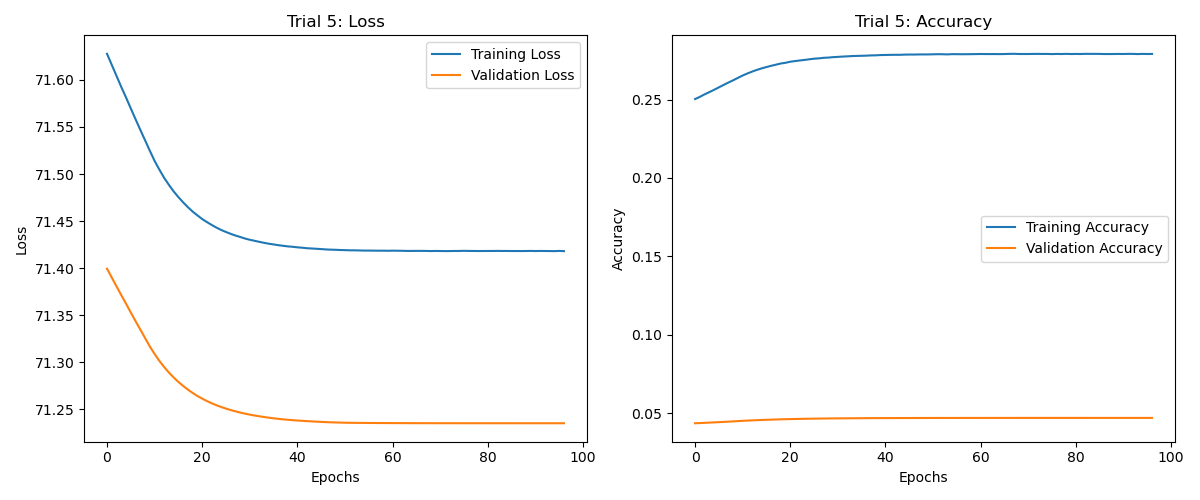 Trial 5: Loss
Training Loss
Validation Loss
71.60
71.55
71.50
71.45
71.40
71.35
71.30
71.25
Loss
0
20
40
60
80
100
Epochs
Trial 5: Accuracy
Training Accuracy
Validation Accuracy
0.25
0.20
0.15
0.10
0.05
Accuracy
0
20
40
60
80
100
Epochs